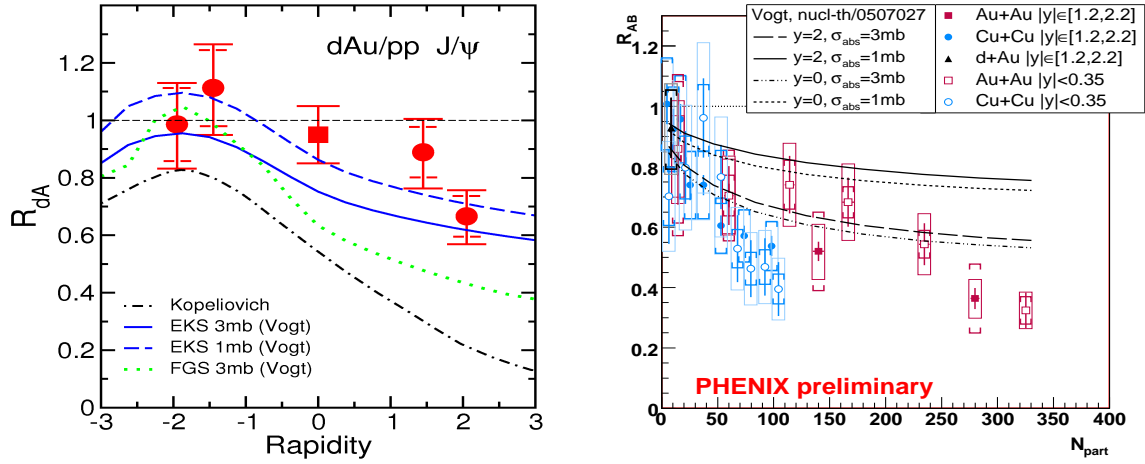 dAu/pp J/ψ
1.2
1
0.8
0.6
0.4
0.2
0
R_dA
Kopeliovich
EKS 3mb (Vogt)
EKS 1mb (Vogt)
FGS 3mb (Vogt)
-3 -2 -1 0 1 2 3
Rapidity
R_AB
Vogt, nucl-th/0507027
y=2, σ_abs=3mb
y=2, σ_abs=1mb
y=0, σ_abs=3mb
y=0, σ_abs=1mb
Au+Au |y|∈[1.2,2.2]
Cu+Cu |y|∈[1.2,2.2]
d+Au |y|∈[1.2,2.2]
Au+Au |y|<0.35
Cu+Cu |y|<0.35
1.2
1
0.8
0.6
0.4
0.2
0
PHENIX preliminary
0 50 100 150 200 250 300 350 400
N_part